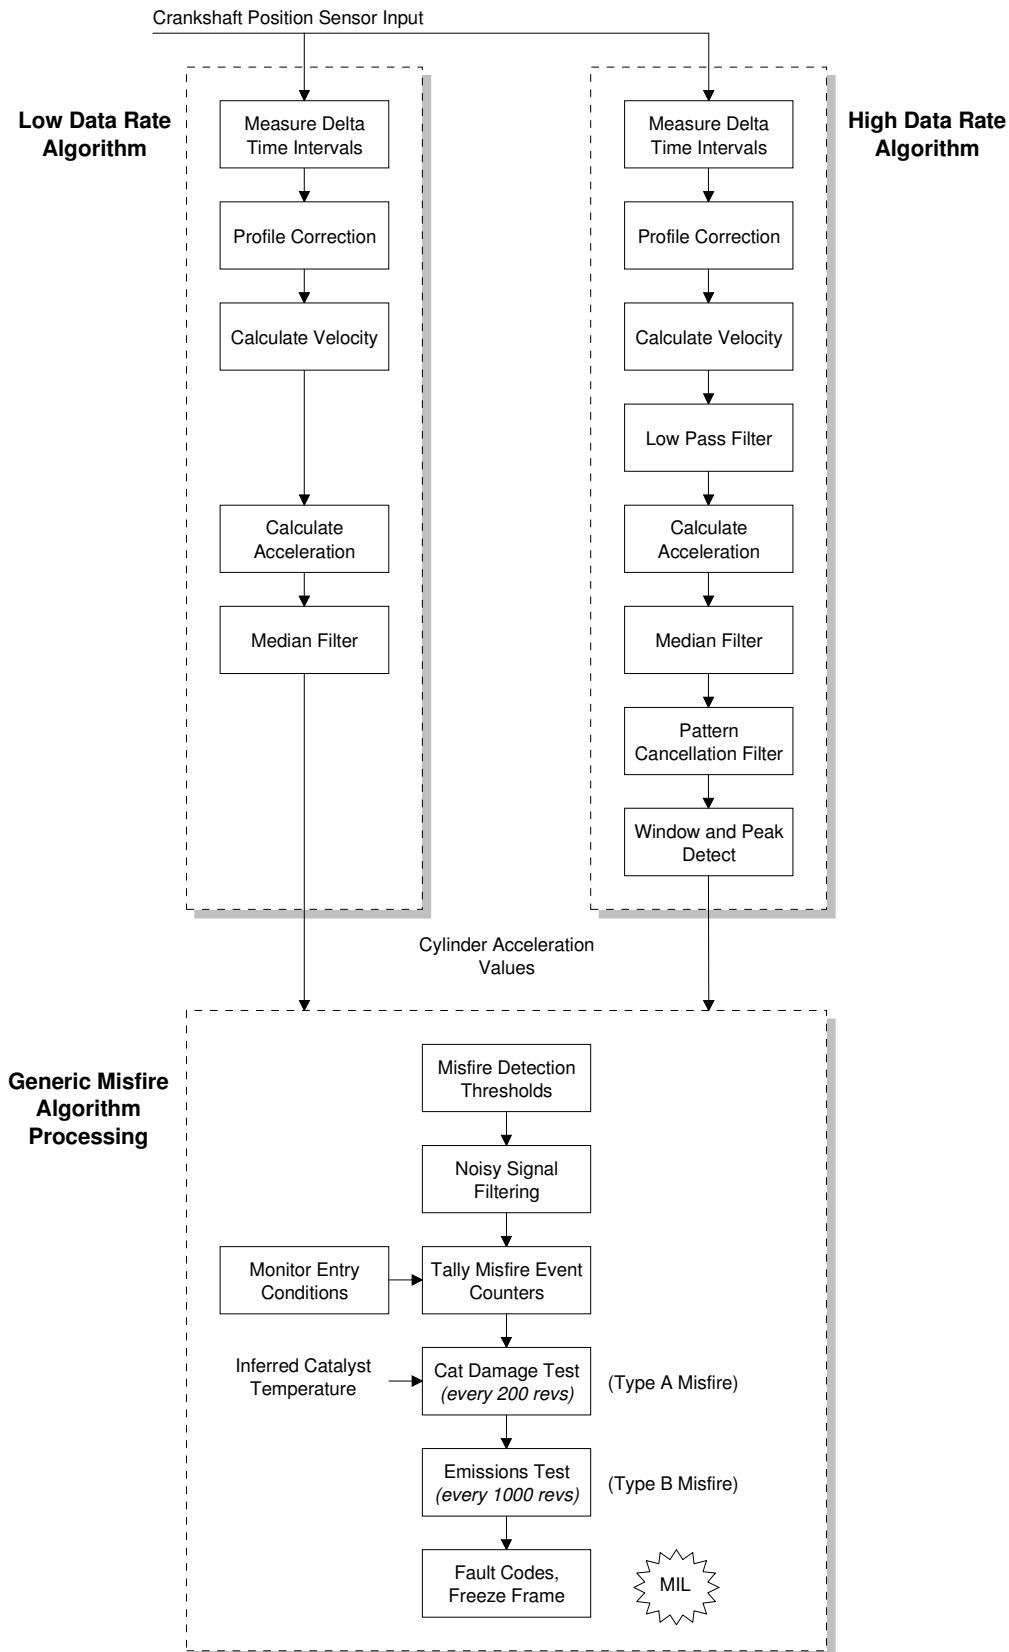 Crankshaft Position Sensor Input
Low Data Rate
Algorithm
High Data Rate
Algorithm
Measure Delta
Time Intervals
Profile Correction
Calculate Velocity
Calculate
Acceleration
Median Filter
Measure Delta
Time Intervals
Profile Correction
Calculate Velocity
Low Pass Filter
Calculate
Acceleration
Median Filter
Pattern
Cancellation Filter
Window and Peak
Detect
Cylinder Acceleration
Values
Generic Misfire
Algorithm
Processing
Misfire Detection
Thresholds
Noisy Signal
Filtering
Monitor Entry
Conditions
Tally Misfire Event
Counters
Inferred Catalyst
Temperature
Cat Damage Test
(every 200 revs)
(Type A Misfire)
Emissions Test
(every 1000 revs)
(Type B Misfire)
Fault Codes,
Freeze Frame
MIL